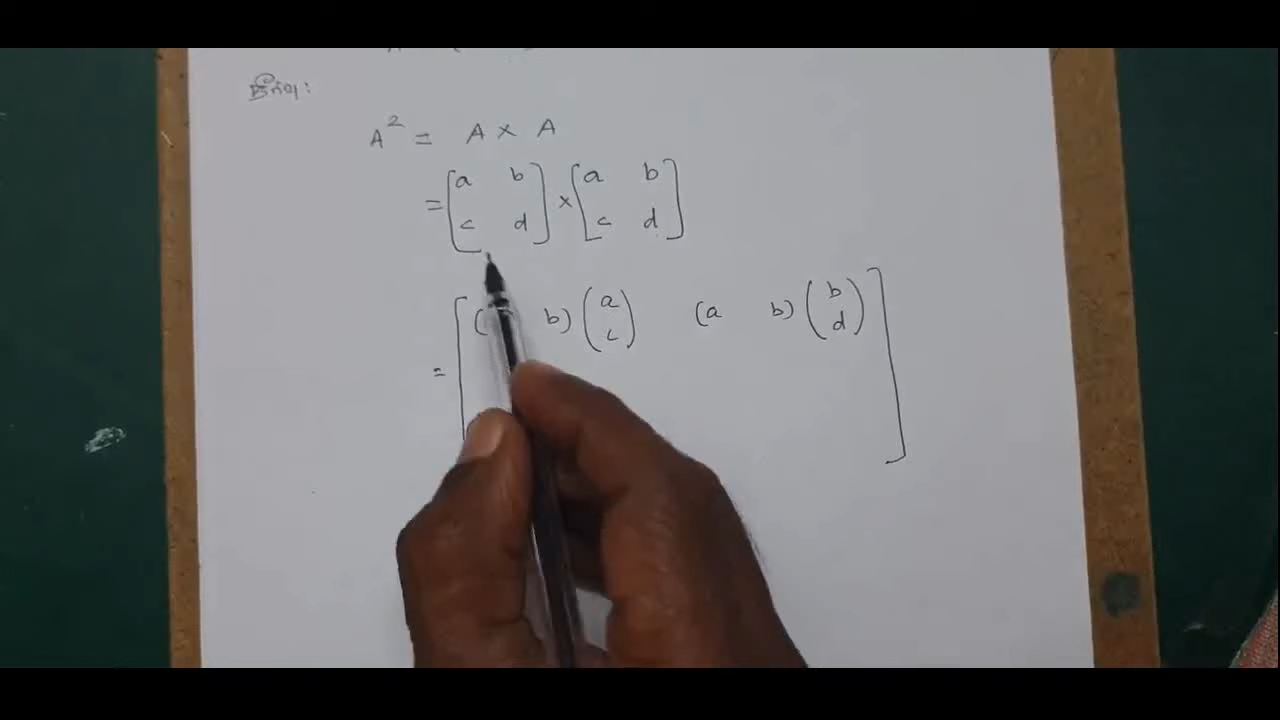 தீர்வு:
A² = A × A
= [a b
c d] × [a b
c d]
= [( b) (a
c) (a b) (b
d)]